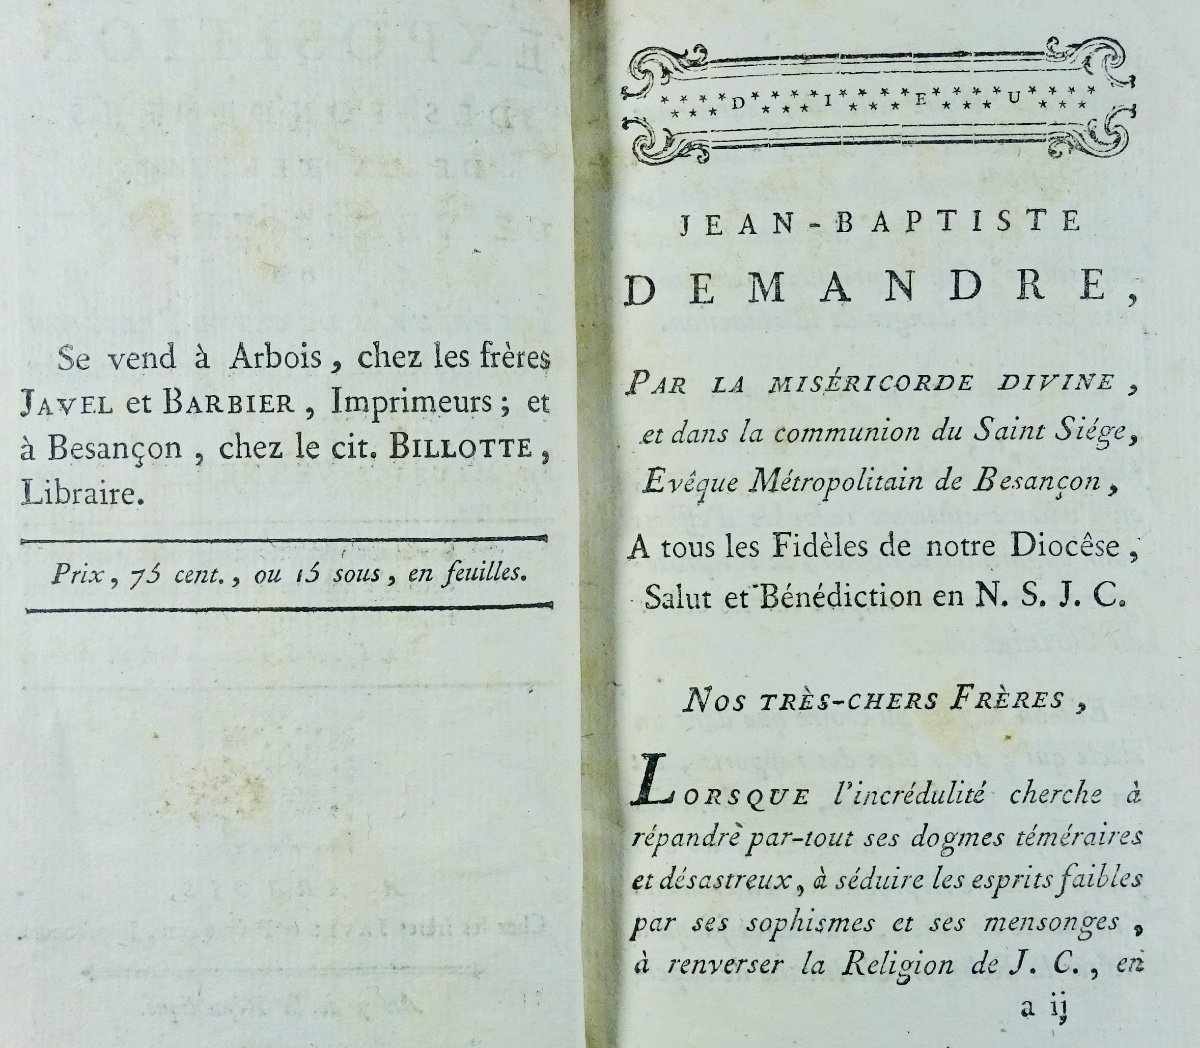 Se vend à Arbois, chez les frères
JAVEL et BARBIER, Imprimeurs; et
à Besançon, chez le cit. BILLOTTE,
Libraire.
Prix, 75 cent., ou 15 sous, en feuilles.
DIEU
JEAN-BAPTISTE
DEMANDRE,
PAR LA MISÉRICORDE DIVINE,
et dans la communion du Saint Siége,
Evêque Métropolitain de Besançon,
A tous les Fidèles de notre Diocêse,
Salut et Bénédiction en N. S. J. C.
NOS TRÈS-CHERS FRÈRES,
LORSQUE l'incrédulité cherche à
répandre par-tout ses dogmes téméraires
et désastreux, à séduire les esprits faibles
par ses sophismes et ses mensonges,
à renverser la Religion de J. C., en
a ij